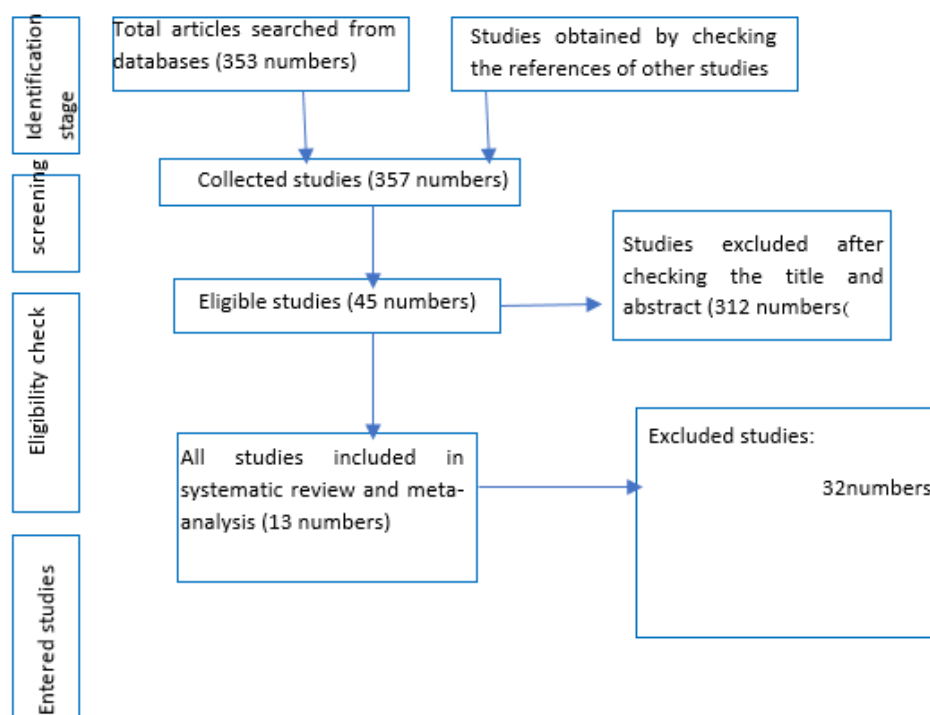 Identification
stage
Total articles searched from
databases (353 numbers)
Studies obtained by checking
the references of other studies
screening
Collected studies (357 numbers)
Studies excluded after
checking the title and
abstract (312 numbers(
Eligibility check
Eligible studies (45 numbers)
All studies included in
systematic review and meta-
analysis (13 numbers)
Excluded studies:
32numbers
Entered studies